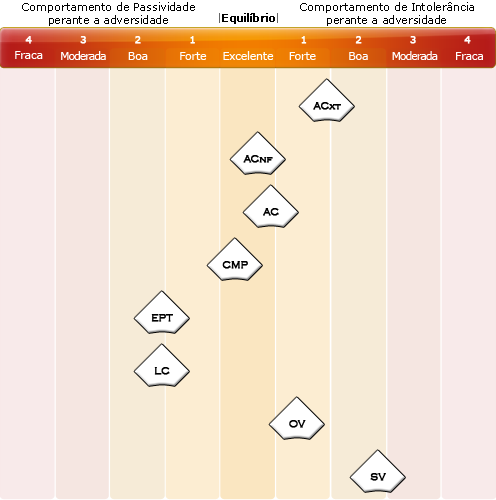 Comportamento de Passividade
perante a adversidade
|Equilíbrio|
Comportamento de Intolerância
perante a adversidade
4 3 2 1 1 2 3 4
Fraca Moderada Boa Forte Excelente Forte Boa Moderada Fraca
ACXT
ACNF
AC
CMP
EPT
LC
OV
SV